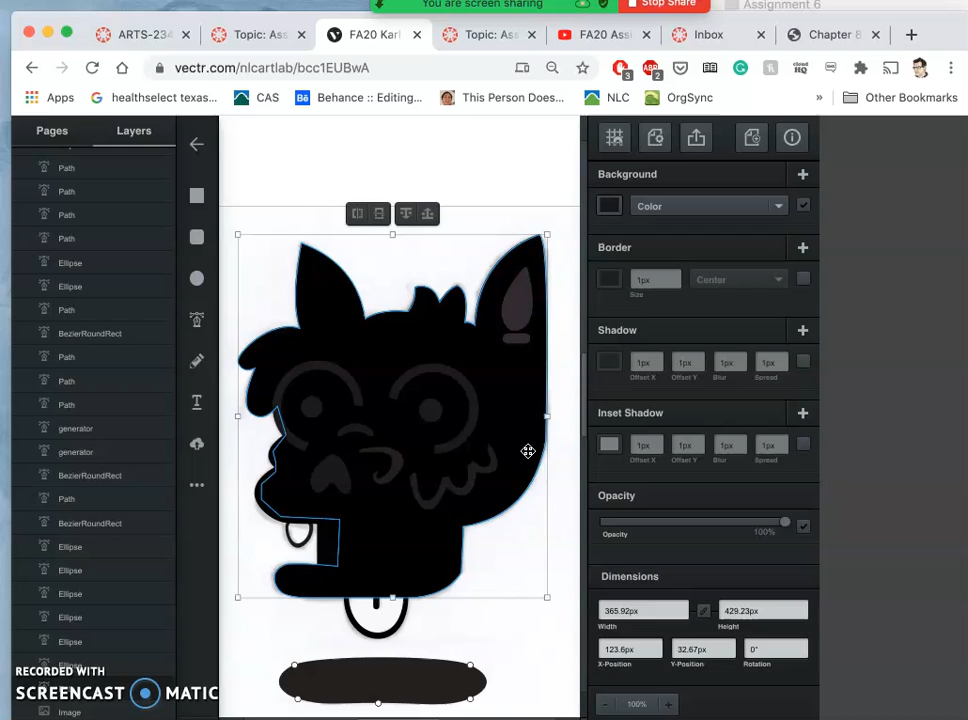 You are screen sharing
Stop Share
Assignment 6
ARTS-234
Topic: Ass
FA20 Karl
Topic: Ass
FA20 Assi
Inbox
Chapter 8
vectr.com/nlcartlab/bcc1EUBwA
3
2
cloud
HQ
Apps
healthselect texas...
CAS
Behance :: Editing...
This Person Does...
NLC
OrgSync
»
Other Bookmarks
Pages
Layers
Path
Path
Path
Path
Ellipse
Ellipse
Path
BezierRoundRect
Path
Path
Path
generator
generator
BezierRoundRect
Path
BezierRoundRect
Ellipse
Ellipse
Ellipse
Ellipse
Ellipse
Image
Background
Color
Border
1px
Center
Size
Shadow
1px
1px
1px
1px
Offset X
Offset Y
Blur
Spread
Inset Shadow
1px
1px
1px
1px
Offset X
Offset Y
Blur
Spread
Opacity
Opacity
100%
Dimensions
365.92px
429.23px
Width
Height
123.6px
32.67px
0°
X-Position
Y-Position
Rotation
100%
RECORDED WITH
SCREENCAST MATIC